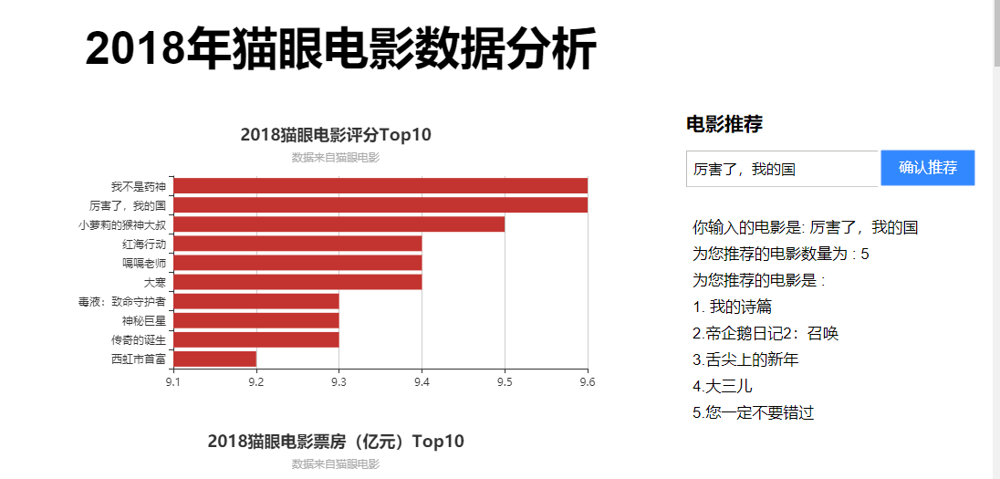 2018年猫眼电影数据分析
2018猫眼电影评分Top10
数据来自猫眼电影
我不是药神
厉害了，我的国
小萝莉的猴神大叔
红海行动
嗝嗝老师
大寒
毒液：致命守护者
神秘巨星
传奇的诞生
西虹市首富
9.1 9.2 9.3 9.4 9.5 9.6
2018猫眼电影票房（亿元）Top10
数据来自猫眼电影
电影推荐
厉害了，我的国 确认推荐
你输入的电影是: 厉害了，我的国
为您推荐的电影数量为 : 5
为您推荐的电影是 :
1. 我的诗篇
2.帝企鹅日记2：召唤
3.舌尖上的新年
4.大三儿
5.您一定不要错过